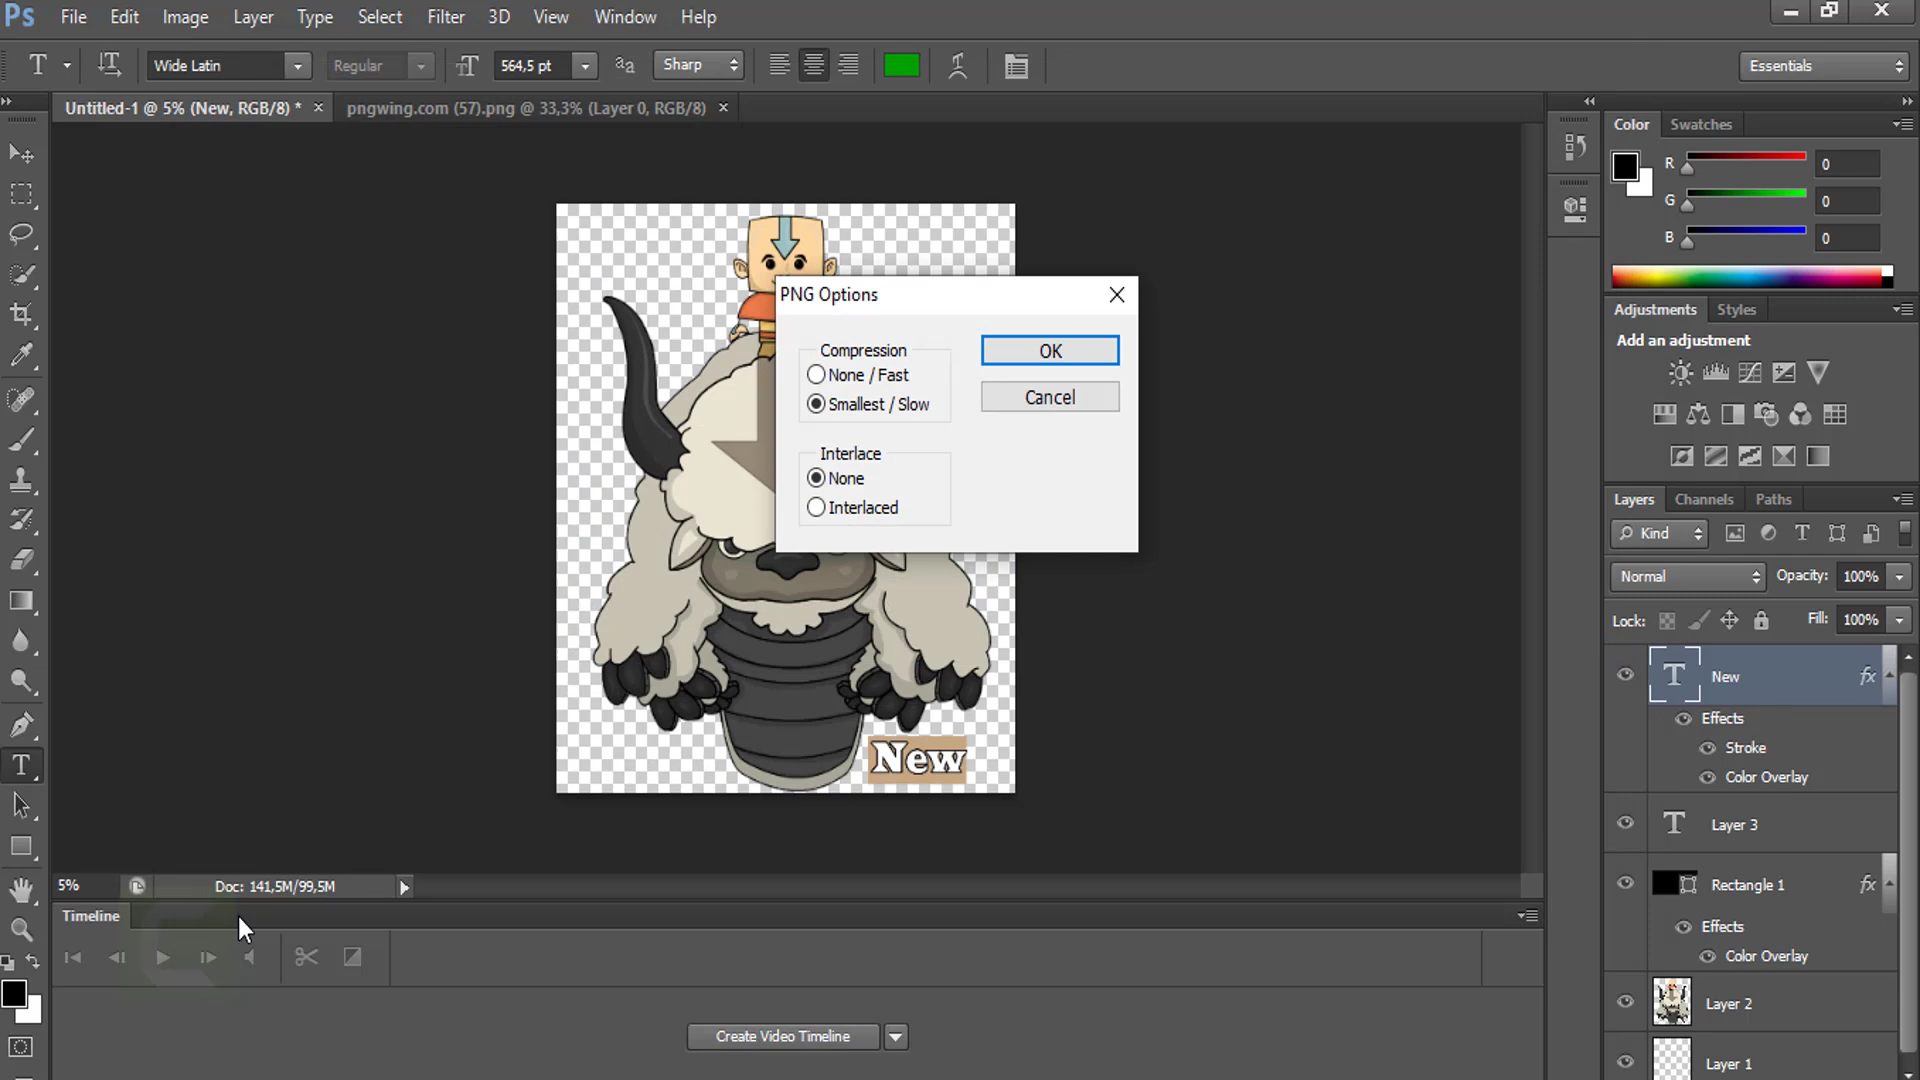 Ps File Edit Image Layer Type Select Filter 3D View Window Help
T Wide Latin Regular 564,5 pt aa Sharp Essentials
Untitled-1 @ 5% (New, RGB/8) * × pngwing.com (57).png @ 33,3% (Layer 0, RGB/8) ×
Color Swatches
R 0
G 0
B 0
Adjustments Styles
Add an adjustment
PNG Options
Compression
None / Fast
Smallest / Slow
Interlace
None
Interlaced
OK
Cancel
New
Layers Channels Paths
Kind
Normal Opacity: 100%
Lock: Fill: 100%
New fx
Effects
Stroke
Color Overlay
Layer 3
Rectangle 1 fx
Effects
Color Overlay
Layer 2
Layer 1
5% Doc: 141,5M/99,5M
Timeline
Create Video Timeline